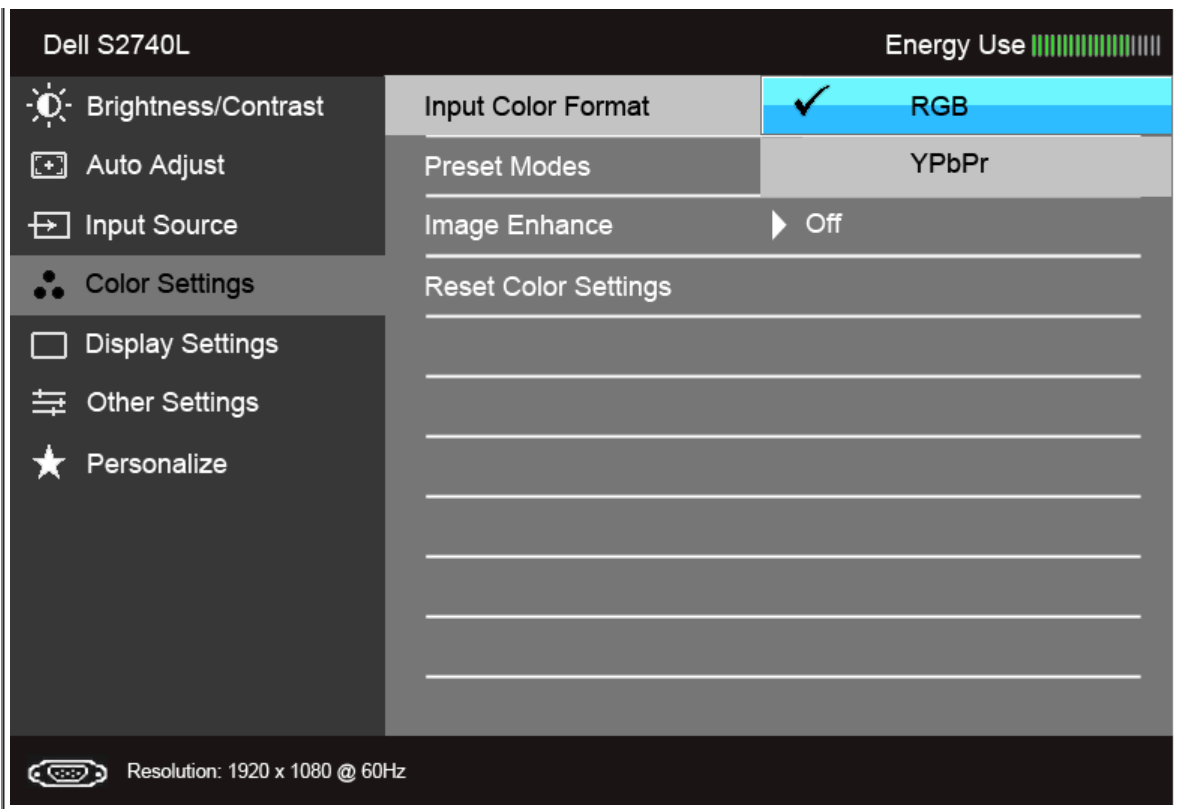 Dell S2740L
Energy Use
Brightness/Contrast
Auto Adjust
Input Source
Color Settings
Display Settings
Other Settings
Personalize
Input Color Format
RGB
YPbPr
Preset Modes
Image Enhance
Off
Reset Color Settings
Resolution: 1920 x 1080 @ 60Hz